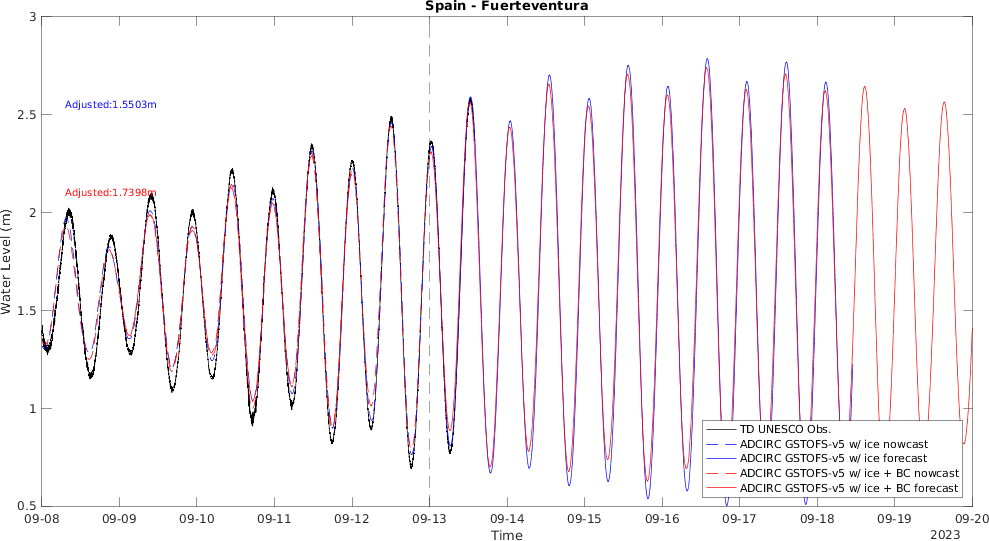 Spain - Fuerteventura
3
2.5
2
1.5
1
0.5
Water Level (m)
Adjusted:1.5503m
Adjusted:1.7398m
TD UNESCO Obs.
ADCIRC GSTOFS-v5 w/ ice nowcast
ADCIRC GSTOFS-v5 w/ ice forecast
ADCIRC GSTOFS-v5 w/ ice + BC nowcast
ADCIRC GSTOFS-v5 w/ ice + BC forecast
09-08 09-09 09-10 09-11 09-12 09-13 09-14 09-15 09-16 09-17 09-18 09-19 09-20
Time
2023